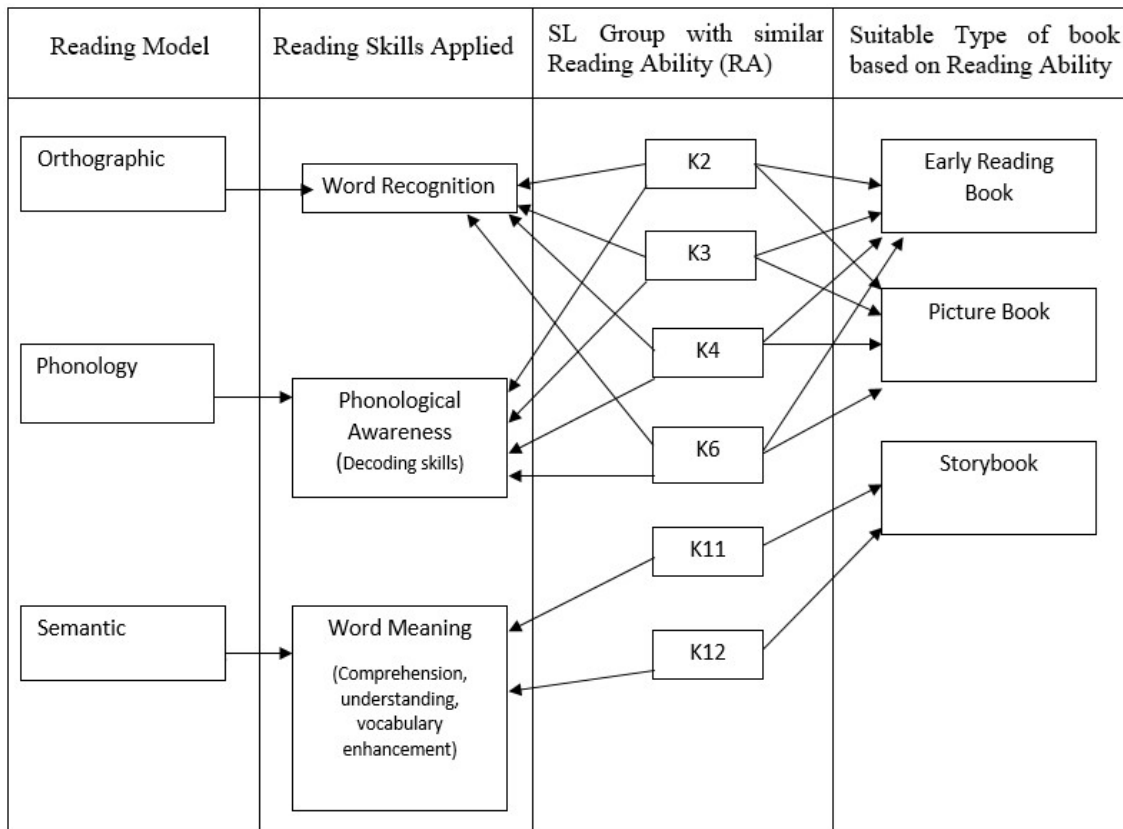 Reading Model
Reading Skills Applied
SL Group with similar
Reading Ability (RA)
Suitable Type of book
based on Reading Ability
Orthographic
Phonology
Semantic
Word Recognition
Phonological
Awareness
(Decoding skills)
Word Meaning
(Comprehension,
understanding,
vocabulary
enhancement)
K2
K3
K4
K6
K11
K12
Early Reading
Book
Picture Book
Storybook